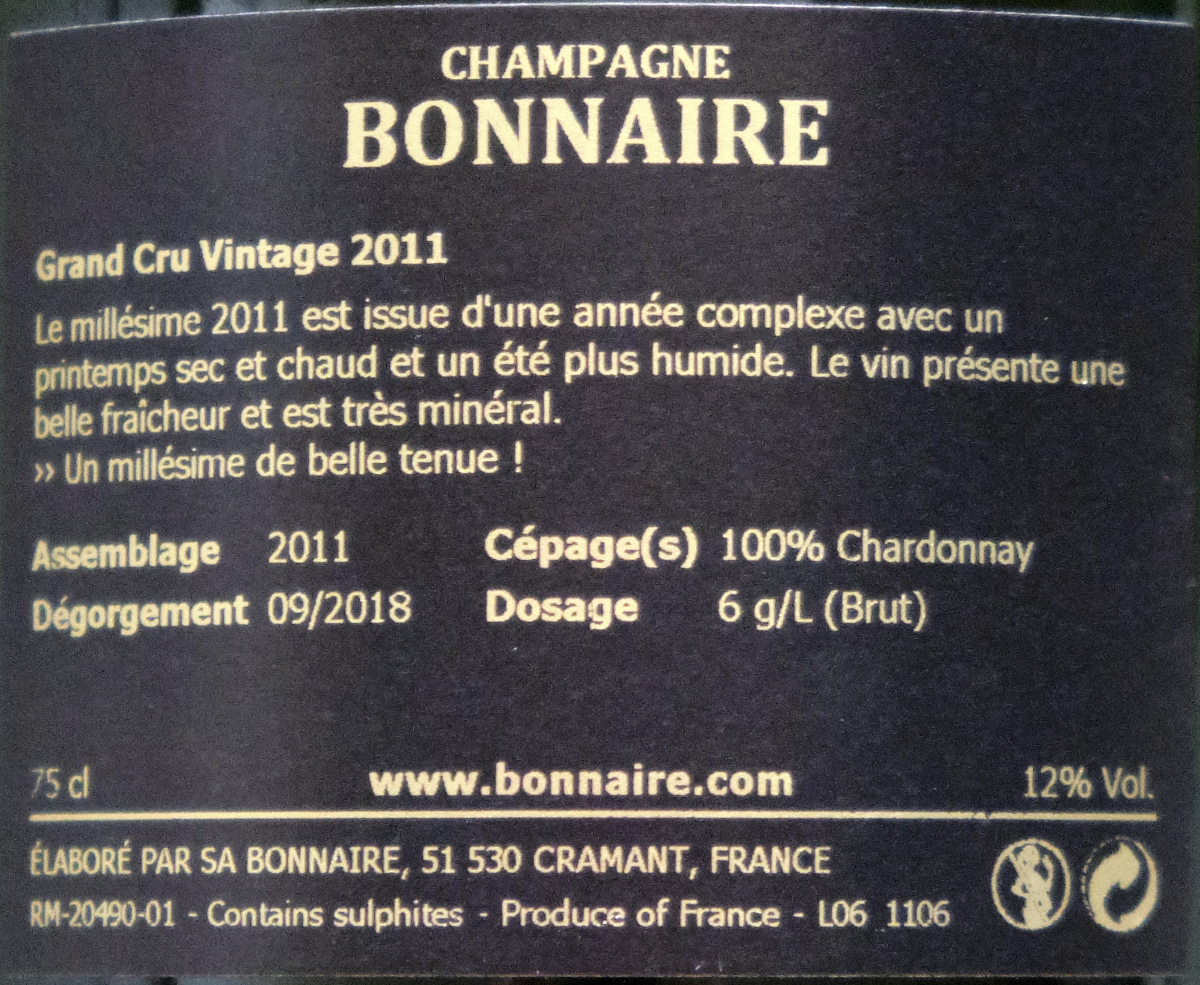 CHAMPAGNE
BONNAIRE
Grand Cru Vintage 2011
Le millésime 2011 est issue d'une année complexe avec un
printemps sec et chaud et un été plus humide. Le vin présente une
belle fraîcheur et est très minéral.
›› Un millésime de belle tenue !
Assemblage 2011 Cépage(s) 100% Chardonnay
Dégorgement 09/2018 Dosage 6 g/L (Brut)
75 cl www.bonnaire.com 12% Vol.
ÉLABORÉ PAR SA BONNAIRE, 51 530 CRAMANT, FRANCE
RM-20490-01 - Contains sulphites - Produce of France - L06 1106